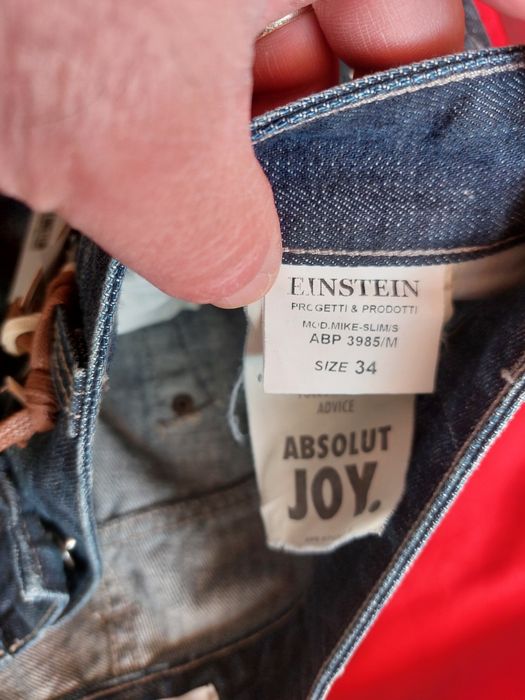 EINSTEIN
PROGETTI & PRODOTTI
MOD.MIKE-SLIM/S
ABP 3985/M
SIZE 34
ADVICE
ABSOLUT
JOY.